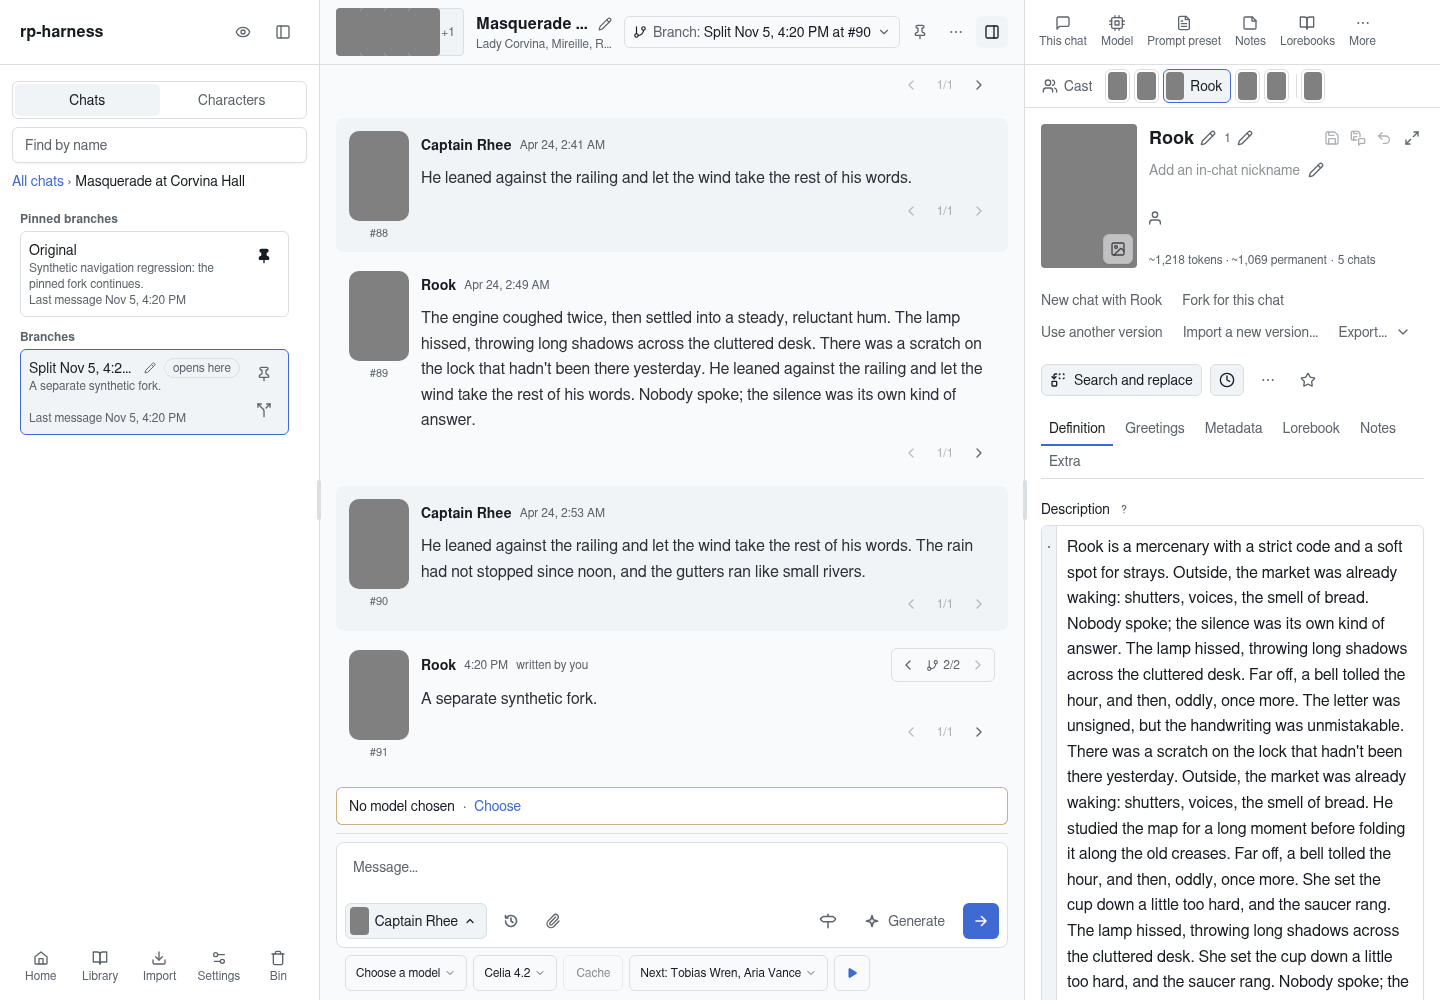 rp-harness
Chats
Characters
Find by name
All chats › Masquerade at Corvina Hall
Pinned branches
Original
Synthetic navigation regression: the
pinned fork continues.
Last message Nov 5, 4:20 PM
Branches
Split Nov 5, 4:2...
opens here
A separate synthetic fork.
Last message Nov 5, 4:20 PM
Home
Library
Import
Settings
Bin
+1
Masquerade ...
Lady Corvina, Mireille, R...
Branch: Split Nov 5, 4:20 PM at #90
1/1
Captain Rhee Apr 24, 2:41 AM
He leaned against the railing and let the wind take the rest of his words.
1/1
#88
Rook Apr 24, 2:49 AM
The engine coughed twice, then settled into a steady, reluctant hum. The lamp
hissed, throwing long shadows across the cluttered desk. There was a scratch on
the lock that hadn't been there yesterday. He leaned against the railing and let the
wind take the rest of his words. Nobody spoke; the silence was its own kind of
answer.
#89
1/1
Captain Rhee Apr 24, 2:53 AM
He leaned against the railing and let the wind take the rest of his words. The rain
had not stopped since noon, and the gutters ran like small rivers.
#90
1/1
Rook 4:20 PM written by you
2/2
A separate synthetic fork.
1/1
#91
No model chosen · Choose
Message...
Captain Rhee
Generate
Choose a model
Celia 4.2
Cache
Next: Tobias Wren, Aria Vance
This chat
Model
Prompt preset
Notes
Lorebooks
More
Cast
Rook
Rook
1
Add an in-chat nickname
~1,218 tokens · ~1,069 permanent · 5 chats
New chat with Rook
Fork for this chat
Use another version
Import a new version...
Export...
Search and replace
Definition
Greetings
Metadata
Lorebook
Notes
Extra
Description ?
Rook is a mercenary with a strict code and a soft
spot for strays. Outside, the market was already
waking: shutters, voices, the smell of bread.
Nobody spoke; the silence was its own kind of
answer. The lamp hissed, throwing long shadows
across the cluttered desk. Far off, a bell tolled the
hour, and then, oddly, once more. The letter was
unsigned, but the handwriting was unmistakable.
There was a scratch on the lock that hadn't been
there yesterday. Outside, the market was already
waking: shutters, voices, the smell of bread. He
studied the map for a long moment before folding
it along the old creases. Far off, a bell tolled the
hour, and then, oddly, once more. She set the
cup down a little too hard, and the saucer rang.
The lamp hissed, throwing long shadows across
the cluttered desk. She set the cup down a little
too hard, and the saucer rang. Nobody spoke; the